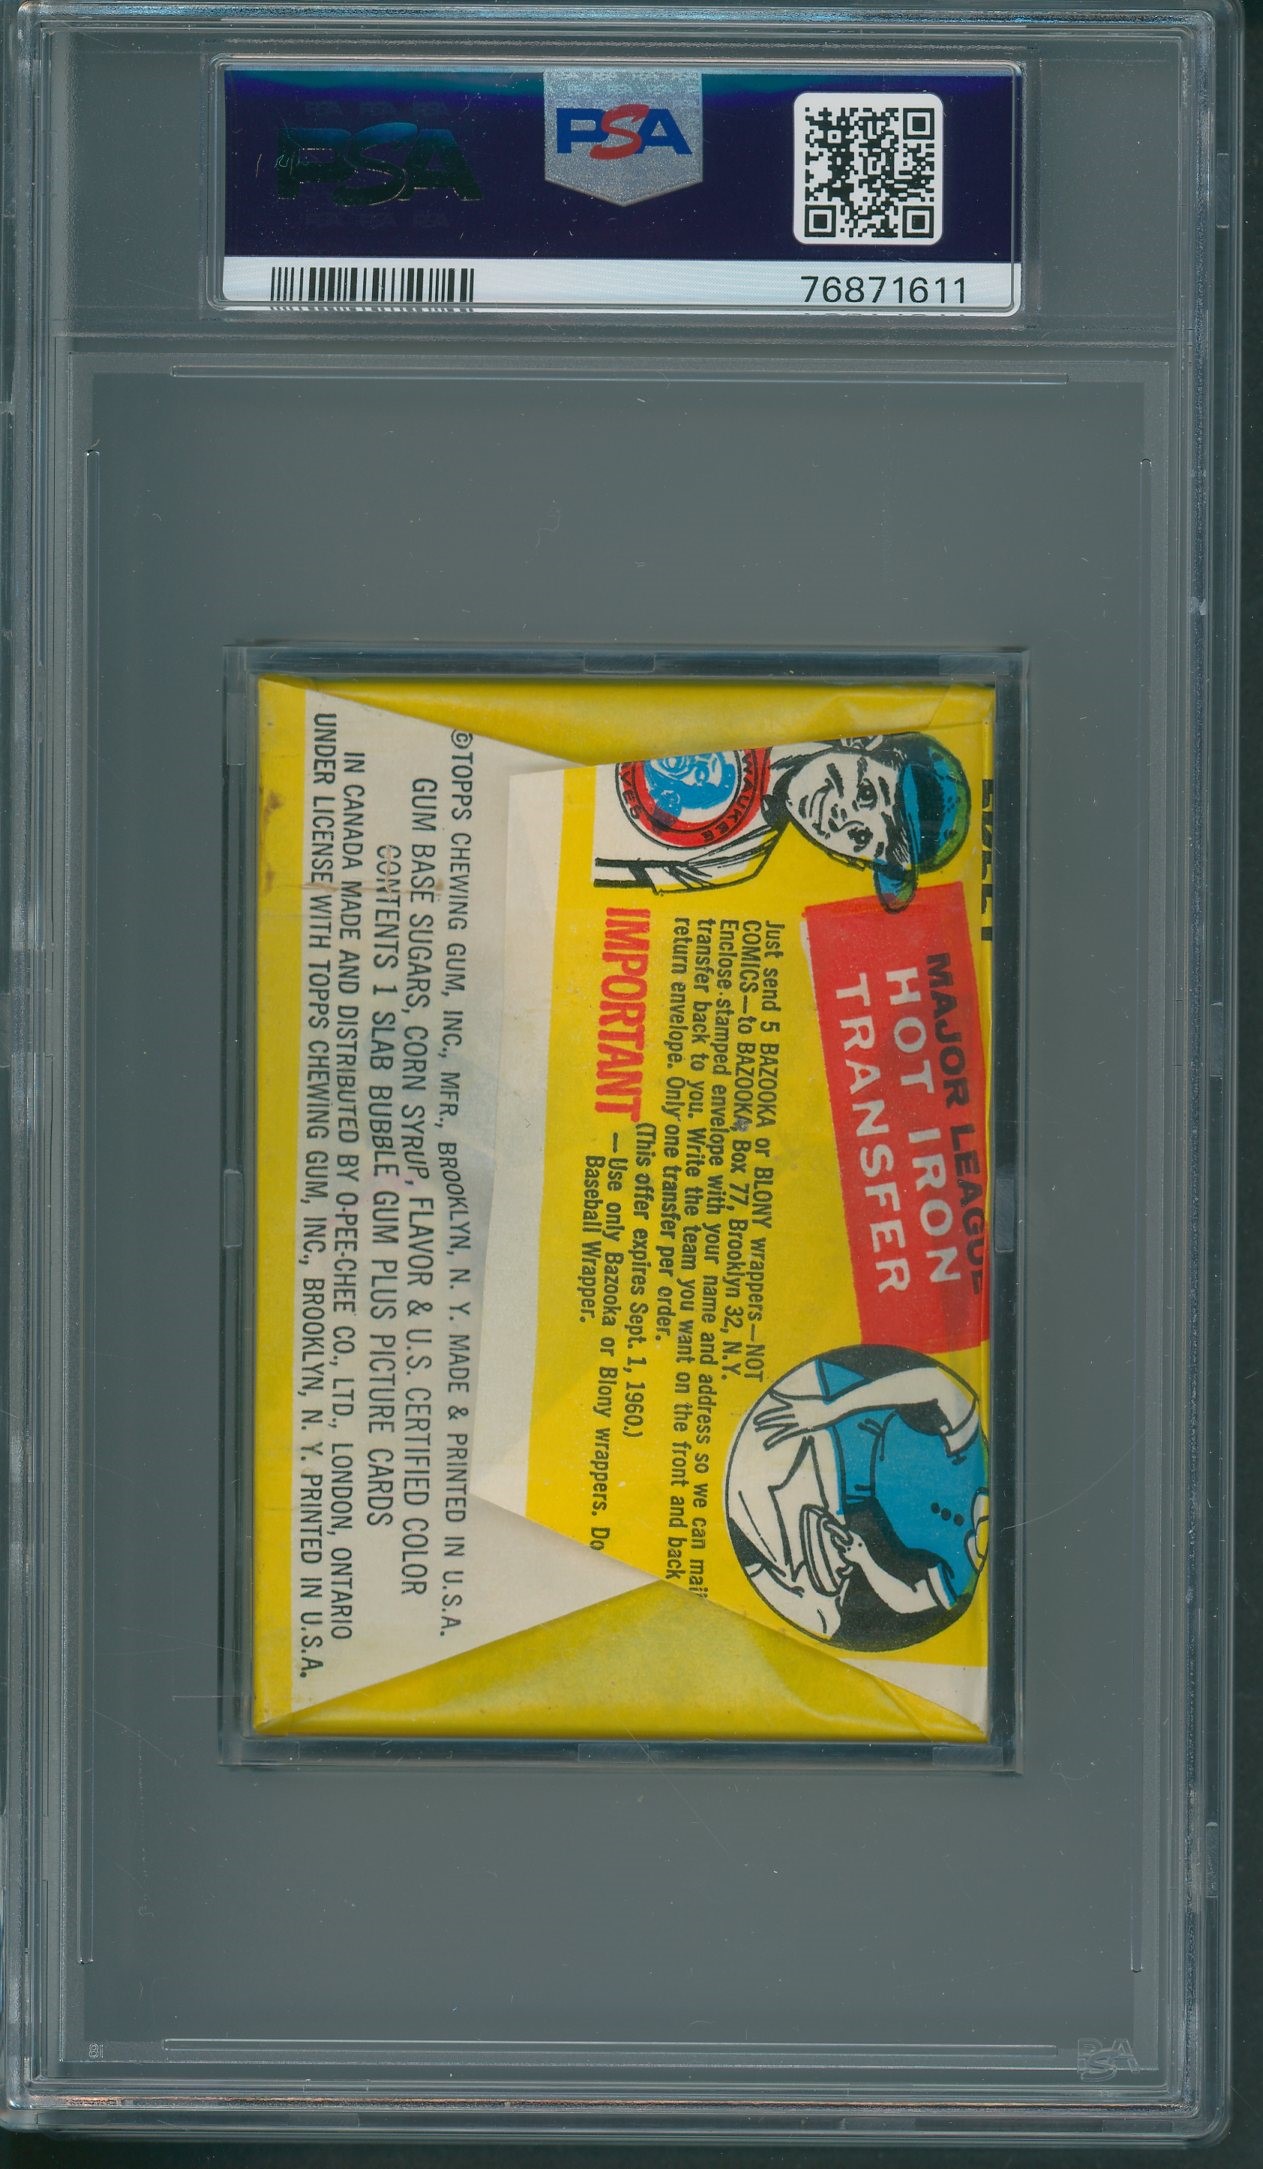 PSA
PSA
76871611
MAJOR LEAGUE
HOT IRON
TRANSFER
WAUKEE
VES
Just send 5 BAZOOKA or BLONY wrappers—NOT
COMICS—to BAZOOKA, Box 77, Brooklyn 32, N.Y.
Enclose stamped envelope with your name and address so we can mail
transfer back to you. Write the team you want on the front and back
return envelope. Only one transfer per order.
(This offer expires Sept. 1, 1960.)
IMPORTANT—Use only Bazooka or Blony wrappers. Do
Baseball Wrapper.
©TOPPS CHEWING GUM, INC., MFR., BROOKLYN, N. Y. MADE & PRINTED IN U.S.A.
GUM BASE SUGARS, CORN SYRUP, FLAVOR & U.S. CERTIFIED COLOR
CONTENTS 1 SLAB BUBBLE GUM PLUS PICTURE CARDS
IN CANADA MADE AND DISTRIBUTED BY O-PEE-CHEE CO., LTD., LONDON, ONTARIO
UNDER LICENSE WITH TOPPS CHEWING GUM, INC., BROOKLYN, N. Y. PRINTED IN U.S.A.
81
PSA